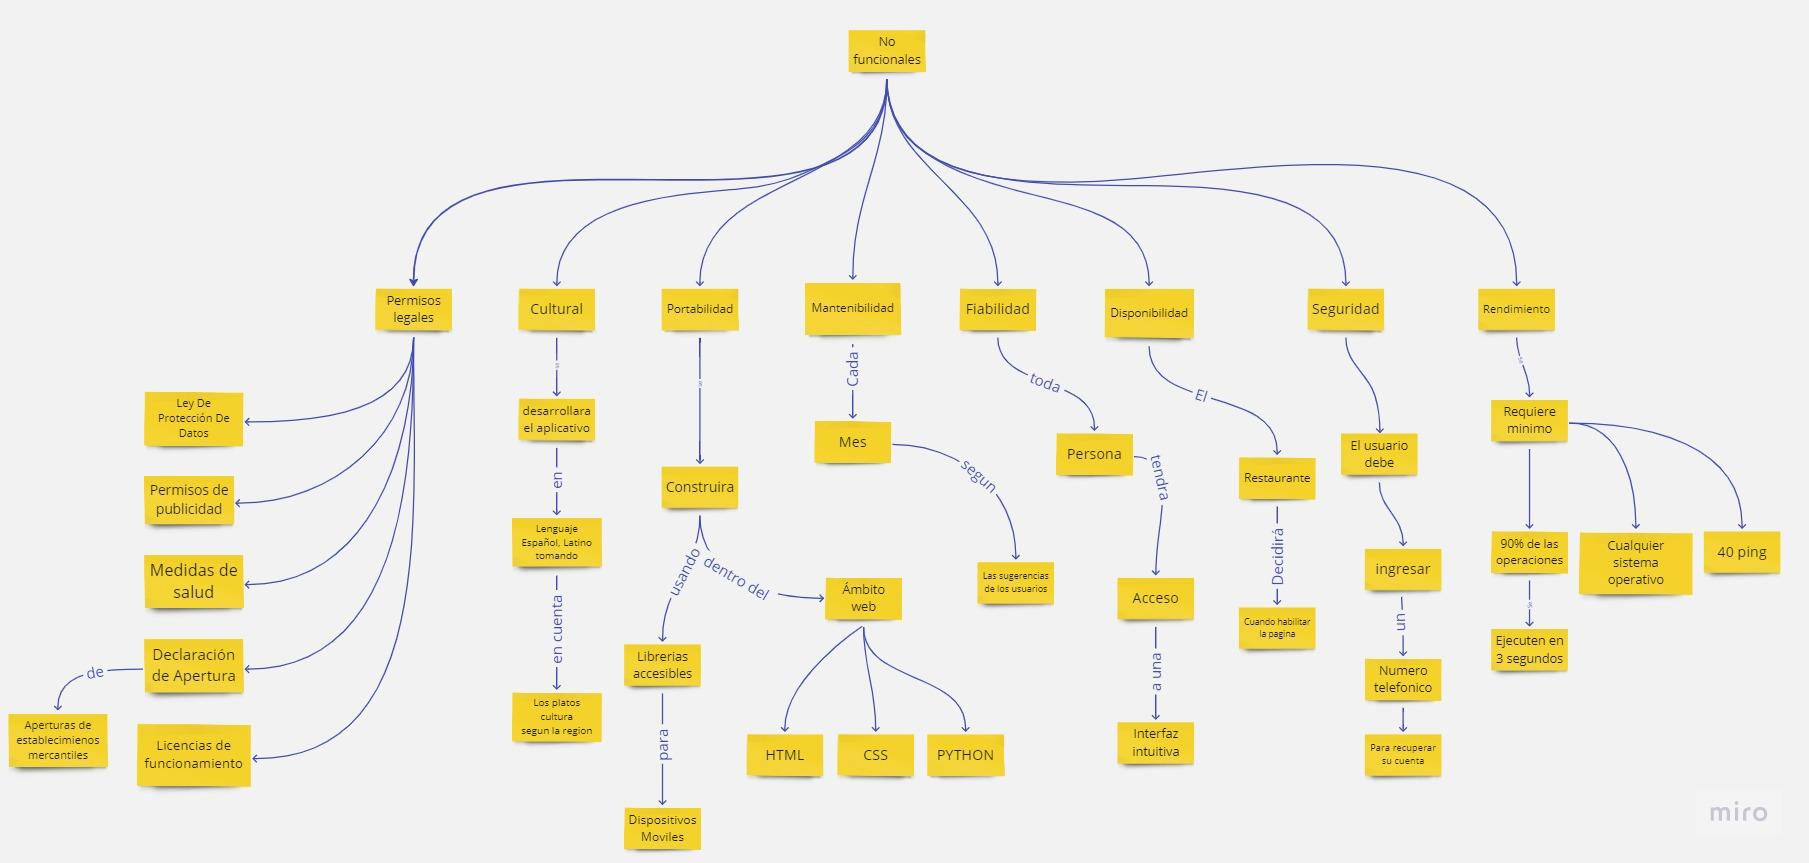 No
funcionales
Permisos
legales
Cultural
Portabilidad
Mantenibilidad
Fiabilidad
Disponibilidad
Seguridad
Rendimiento
Ley De
Protección De
Datos
Permisos de
publicidad
Medidas de
salud
Declaración
de Apertura
de
Aperturas de
establecimienos
mercantiles
Licencias de
funcionamiento
desarrollara
el aplicativo
en
Lenguaje
Español, Latino
tomando
en cuenta
Los platos
cultura
segun la region
Construira
usando
dentro del
Librerias
accesibles
para
Dispositivos
Moviles
Ámbito
web
HTML
CSS
PYTHON
Cada -
Mes
segun
Las sugerencias
de los usuarios
toda
Persona
tendra
Acceso
a una
Interfaz
intuitiva
El
Restaurante
Decidirá
Cuando habilitar
la pagina
El usuario
debe
ingresar
un
Numero
telefonico
Para recuperar
su cuenta
Requiere
minimo
90% de las
operaciones
Ejecuten en
3 segundos
Cualquier
sistema
operativo
40 ping
miro